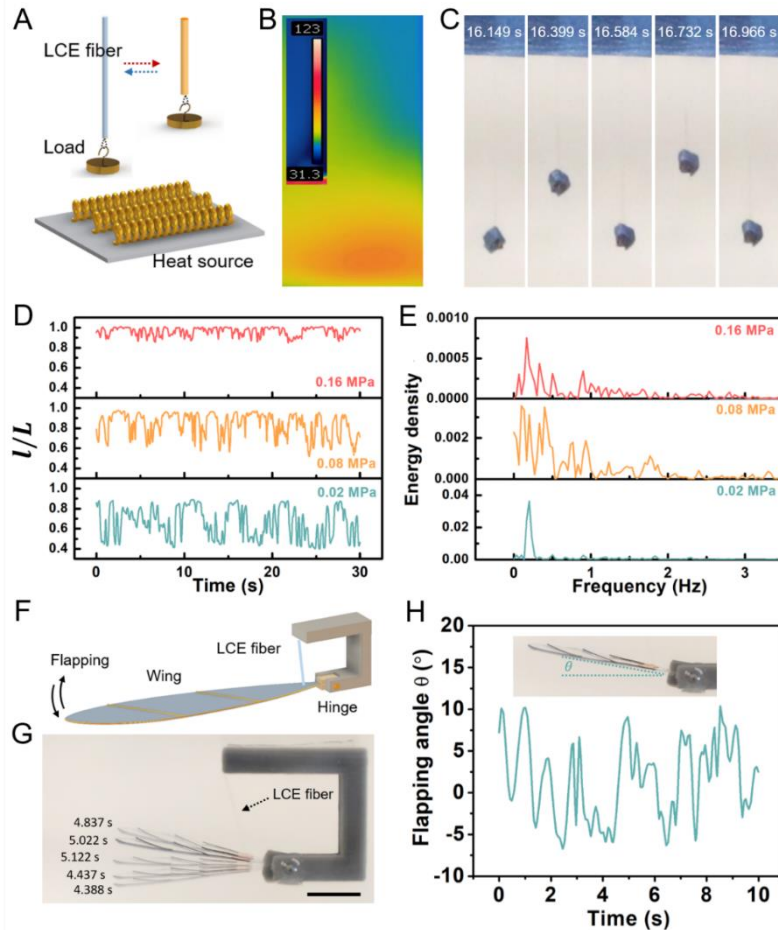 A
LCE fiber
Load
Heat source
B
123
31.3
C
16.149 s
16.399 s
16.584 s
16.732 s
16.966 s
D
l/L
1.0
0.8
0.6
0.4
0.16 MPa
1.0
0.8
0.6
0.4
0.08 MPa
1.0
0.8
0.6
0.4
0.02 MPa
0 10 20 30
Time (s)
E
Energy density
0.0010
0.0005
0.0000
0.16 MPa
0.002
0.000
0.08 MPa
0.04
0.02
0.00
0.02 MPa
0 1 2 3
Frequency (Hz)
F
Flapping
Wing
LCE fiber
Hinge
G
LCE fiber
4.837 s
5.022 s
5.122 s
4.437 s
4.388 s
H
Flapping angle θ (°)
20
15
10
5
0
-5
-10
θ
0 2 4 6 8 10
Time (s)